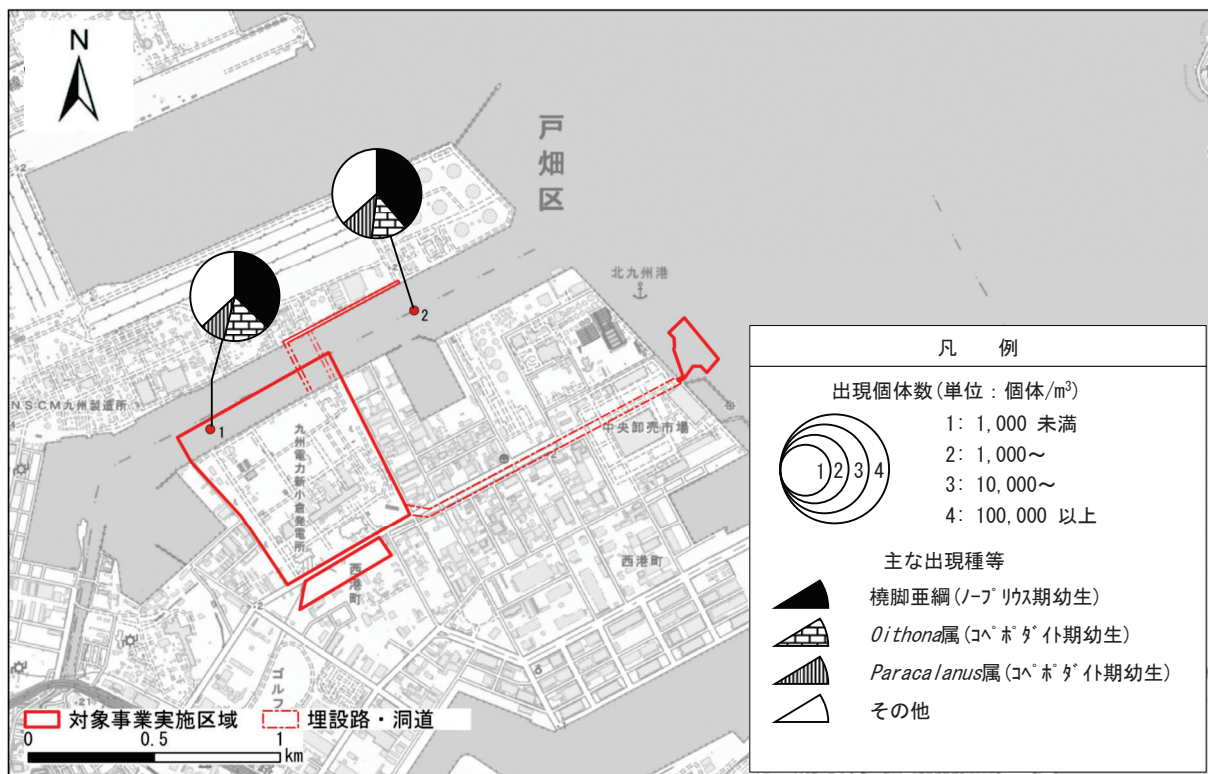 N
戸畑区
北九州港
2
1
NSCM九州製造所
九州電力新小倉発電所
中央卸売市場
西港町
西港町
ゴルフ
凡 例
出現個体数(単位：個体/m³)
1 2 3 4
1: 1,000 未満
2: 1,000～
3: 10,000～
4: 100,000 以上
主な出現種等
橈脚亜綱(ノープリウス期幼生)
Oithona属(コペポダイト期幼生)
Paracalanus属(コペポダイト期幼生)
その他
対象事業実施区域 埋設路・洞道
0 0.5 1
km